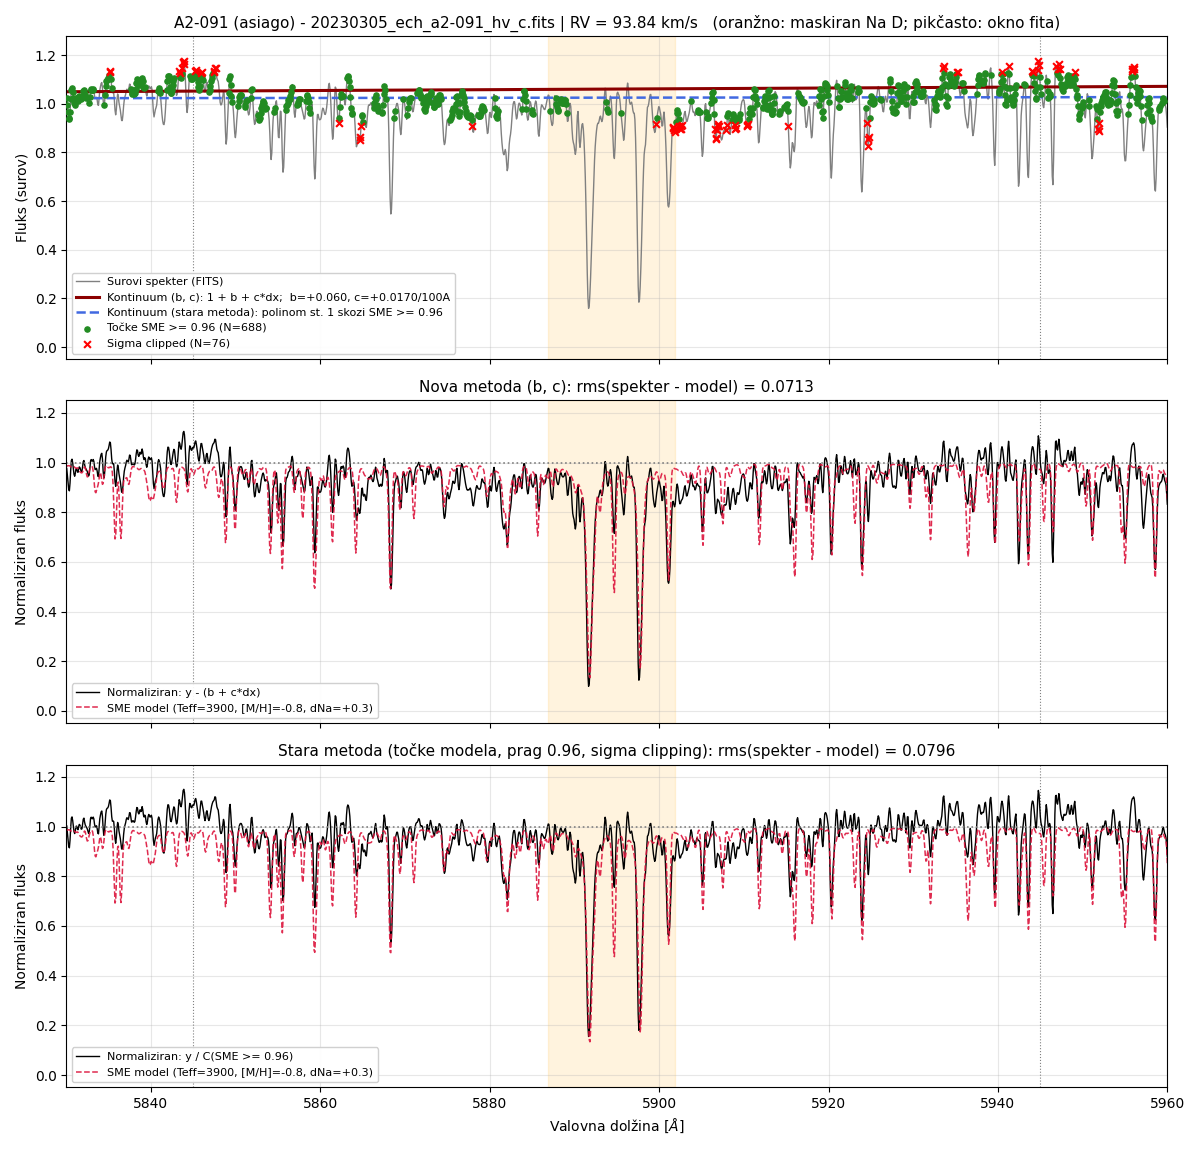 A2-091 (asiago) - 20230305_ech_a2-091_hv_c.fits | RV = 93.84 km/s (oranžno: maskiran Na D; pikčasto: okno fita)
1.2
1.0
0.8
0.6
0.4
0.2
0.0
Fluks (surov)
Surovi spekter (FITS)
Kontinuum (b, c): 1 + b + c*dx; b=+0.060, c=+0.0170/100A
Kontinuum (stara metoda): polinom st. 1 skozi SME >= 0.96
Točke SME >= 0.96 (N=688)
Sigma clipped (N=76)
Nova metoda (b, c): rms(spekter - model) = 0.0713
1.2
1.0
0.8
0.6
0.4
0.2
0.0
Normaliziran fluks
Normaliziran: y - (b + c*dx)
SME model (Teff=3900, [M/H]=-0.8, dNa=+0.3)
Stara metoda (točke modela, prag 0.96, sigma clipping): rms(spekter - model) = 0.0796
1.2
1.0
0.8
0.6
0.4
0.2
0.0
Normaliziran fluks
Normaliziran: y / C(SME >= 0.96)
SME model (Teff=3900, [M/H]=-0.8, dNa=+0.3)
5840 5860 5880 5900 5920 5940 5960
Valovna dolžina [Å]